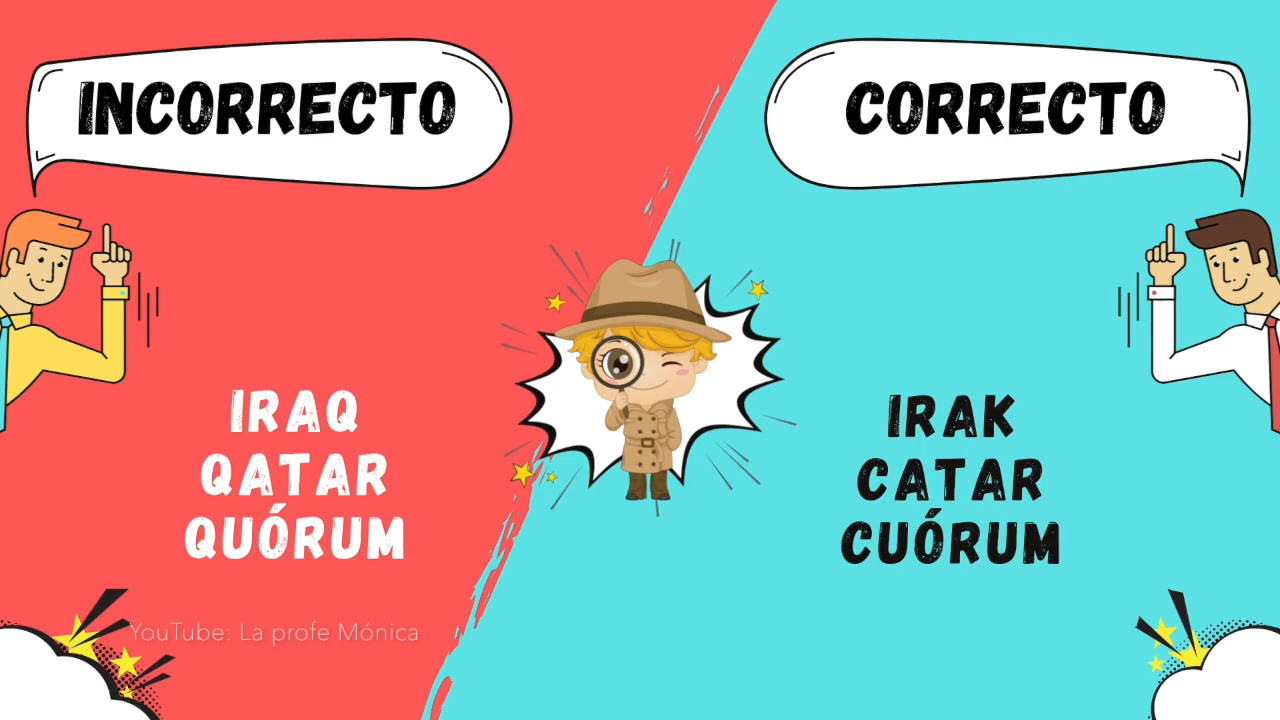 INCORRECTO
CORRECTO
IRAQ
QATAR
QUÓRUM
IRAK
CATAR
CUÓRUM
YouTube: La profe Mónica